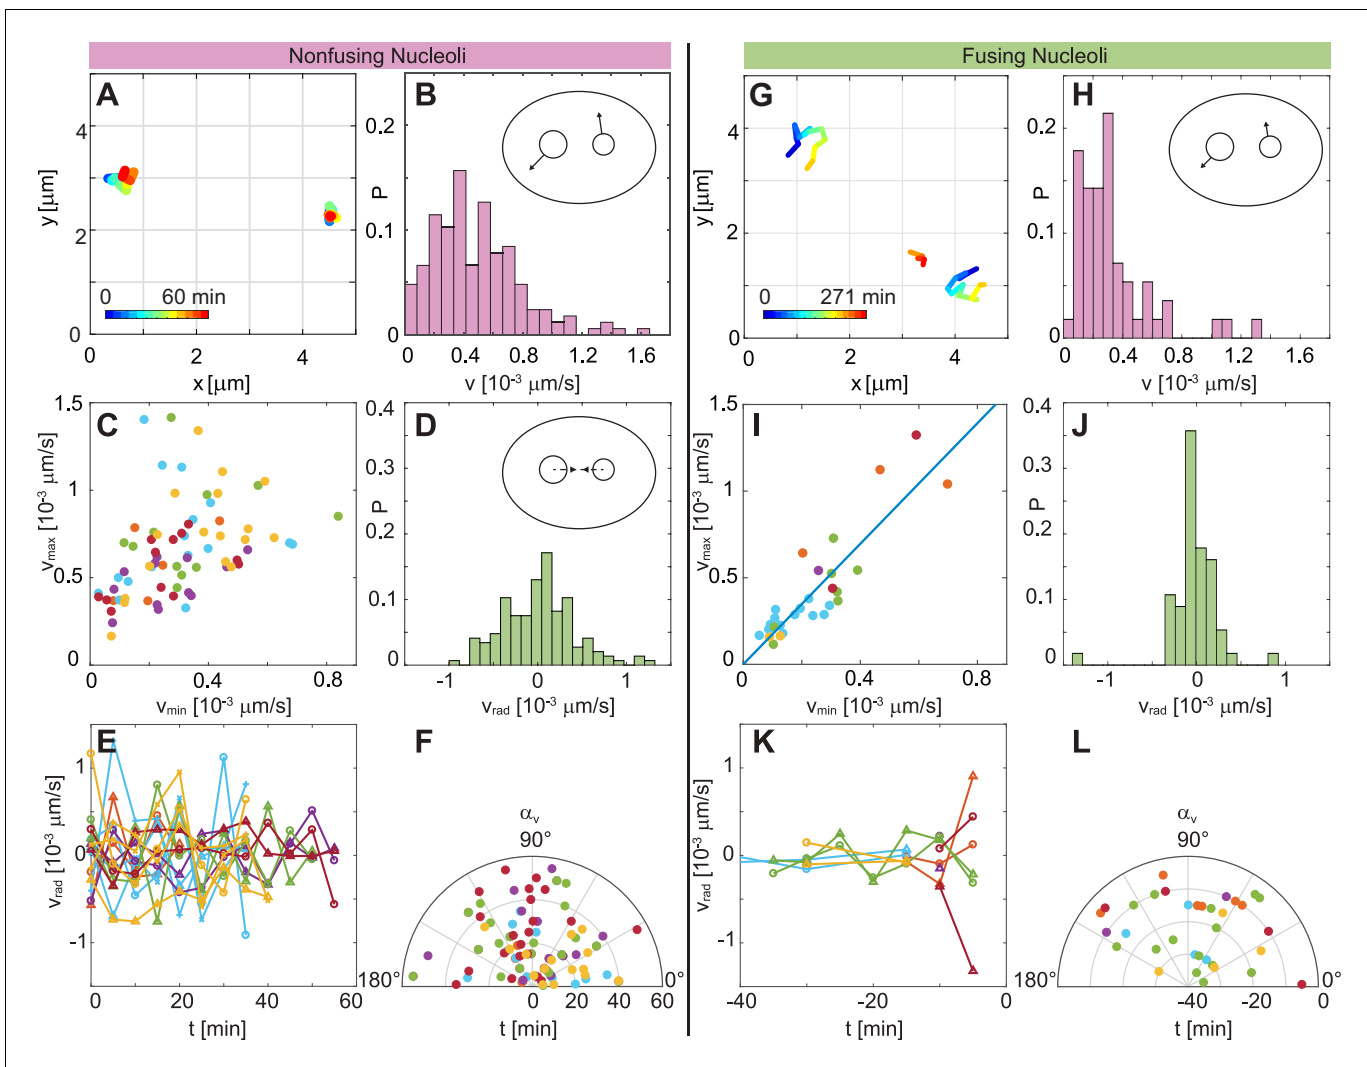 Nonfusing Nucleoli
Fusing Nucleoli
A
y [μm]
4
2
0
0 60 min
0 2 4
x [μm]
B
P
0.2
0.1
0
0 0.4 0.8 1.2 1.6
v [10⁻³ μm/s]
G
y [μm]
4
2
0
0 271 min
0 2 4
x [μm]
H
P
0.2
0.1
0
0 0.4 0.8 1.2 1.6
v [10⁻³ μm/s]
C
vmax [10⁻³ μm/s]
1.5
1
0.5
0
0 0.4 0.8
vmin [10⁻³ μm/s]
D
P
0.4
0.3
0.2
0.1
0
-1 0 1
vrad [10⁻³ μm/s]
I
vmax [10⁻³ μm/s]
1.5
1
0.5
0
0 0.4 0.8
vmin [10⁻³ μm/s]
J
P
0.4
0.3
0.2
0.1
0
-1 0 1
vrad [10⁻³ μm/s]
E
vrad [10⁻³ μm/s]
1
0
-1
0 20 40 60
t [min]
F
αv
90°
180° 0°
0 20 40 60
t [min]
K
vrad [10⁻³ μm/s]
1
0
-1
-40 -20 0
t [min]
L
αv
90°
180° 0°
-40 -20 0
t [min]